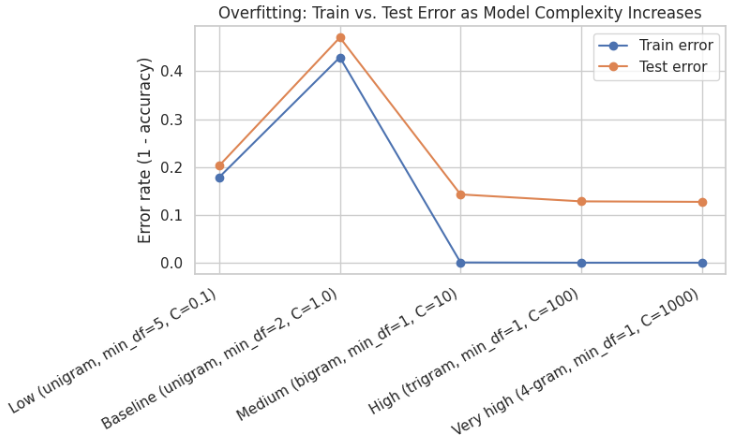 Overfitting: Train vs. Test Error as Model Complexity Increases
Train error
Test error
Error rate (1 - accuracy)
0.4
0.3
0.2
0.1
0.0
Low (unigram, min_df=5, C=0.1)
Baseline (unigram, min_df=2, C=1.0)
Medium (bigram, min_df=1, C=10)
High (trigram, min_df=1, C=100)
Very high (4-gram, min_df=1, C=1000)